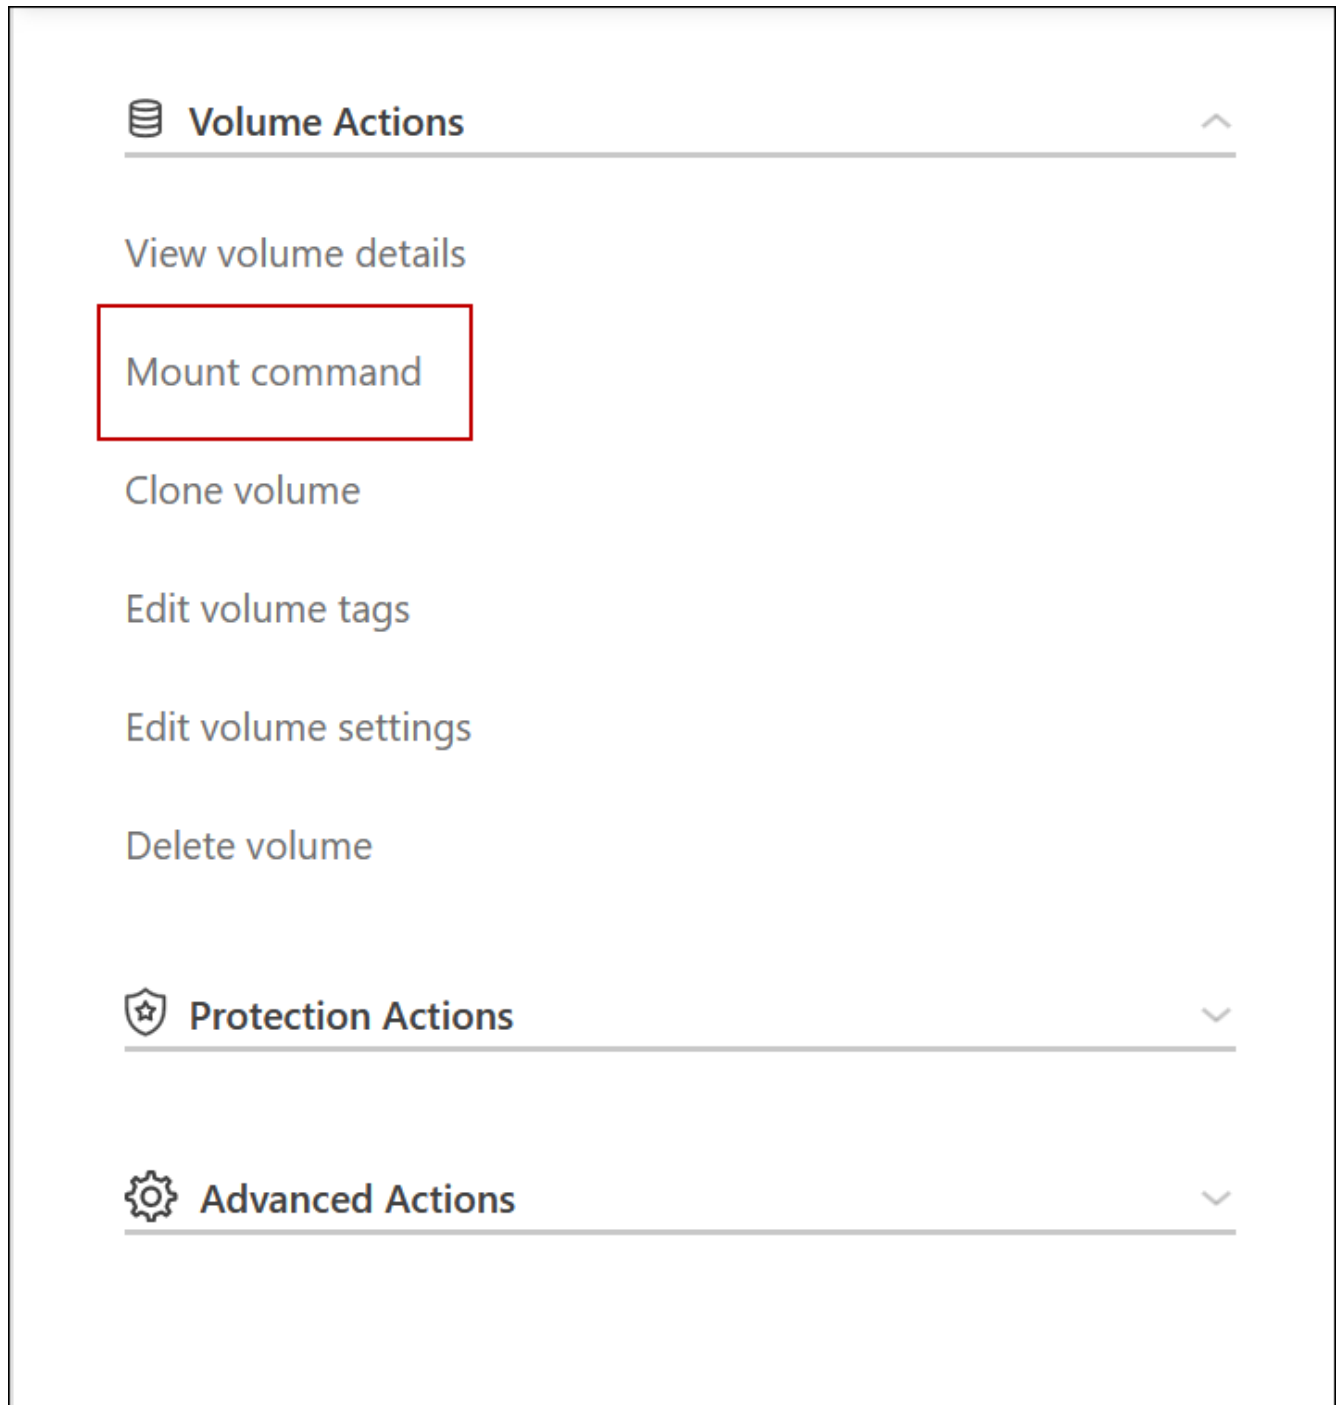 Volume Actions
View volume details
Mount command
Clone volume
Edit volume tags
Edit volume settings
Delete volume
Protection Actions
Advanced Actions